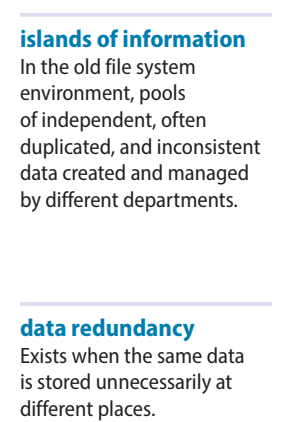 islands of information
In the old file system
environment, pools
of independent, often
duplicated, and inconsistent
data created and managed
by different departments.
data redundancy
Exists when the same data
is stored unnecessarily at
different places.